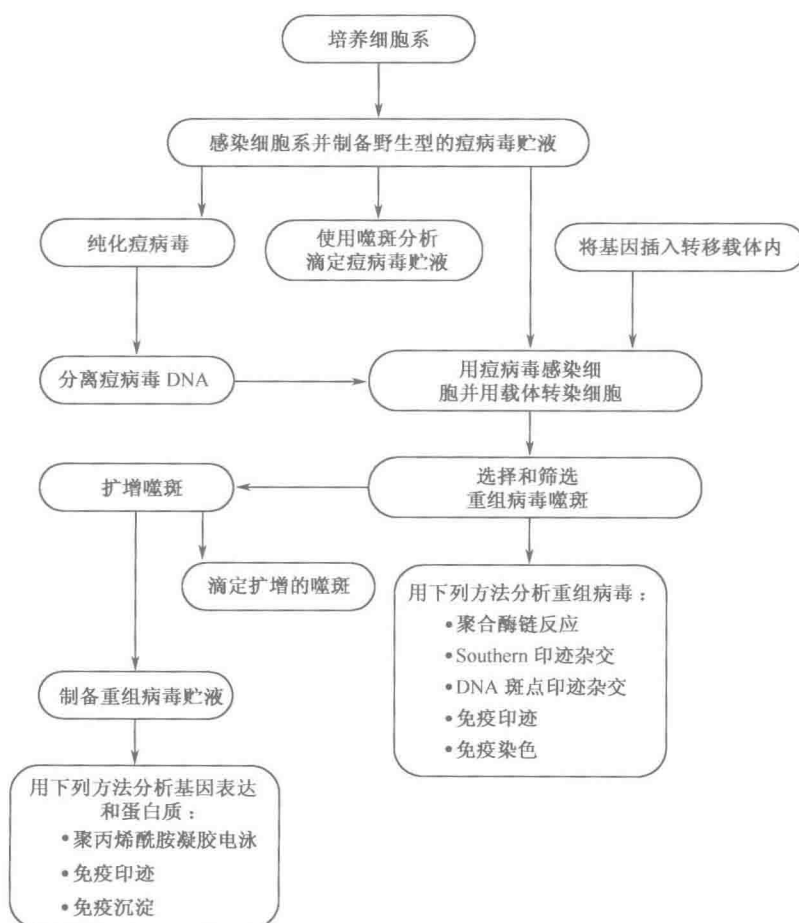 培养细胞系
感染细胞系并制备野生型的痘病毒贮液
纯化痘病毒
使用噬斑分析
滴定痘病毒贮液
将基因插入转移载体内
分离痘病毒 DNA
用痘病毒感染细
胞并用载体转染细胞
扩增噬斑
选择和筛选
重组病毒噬斑
滴定扩增的噬斑
用下列方法分析重组病毒：
•聚合酶链反应
•Southern 印迹杂交
•DNA 斑点印迹杂交
•免疫印迹
•免疫染色
制备重组病毒贮液
用下列方法分析基因表达
和蛋白质：
•聚丙烯酰胺凝胶电泳
•免疫印迹
•免疫沉淀